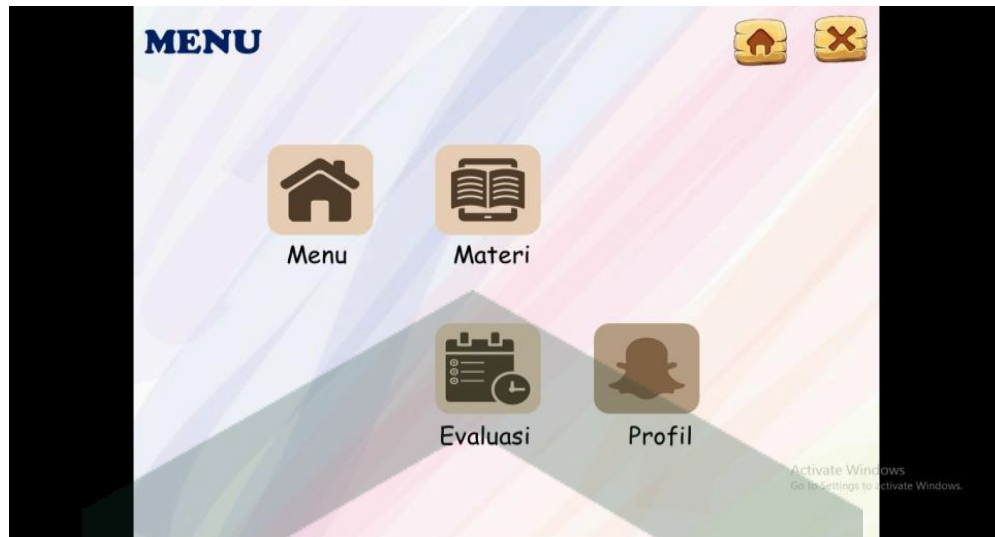 MENU
Menu
Materi
Evaluasi
Profil
Activate Windows
Go to Settings to activate Windows.